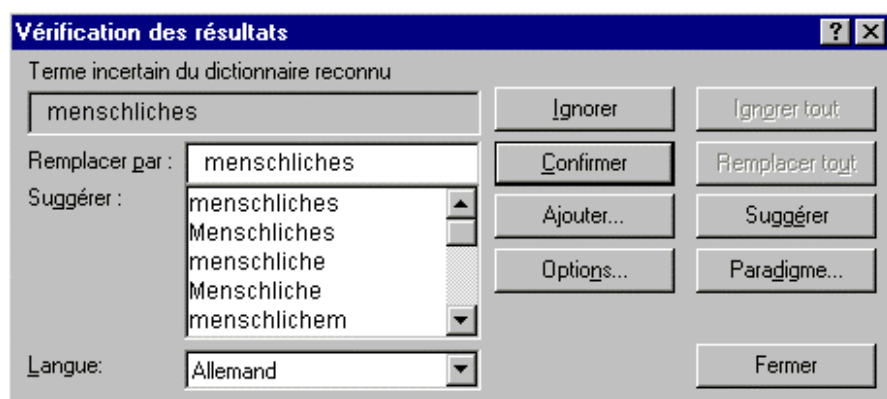 Vérification des résultats
Terme incertain du dictionnaire reconnu
menschliches
Ignorer
Ignorer tout
Remplacer par :
menschliches
Confirmer
Remplacer tout
Suggérer :
menschliches
Menschliches
menschliche
Menschliche
menschlichem
Ajouter...
Suggérer
Options...
Paradigme...
Langue:
Allemand
Fermer